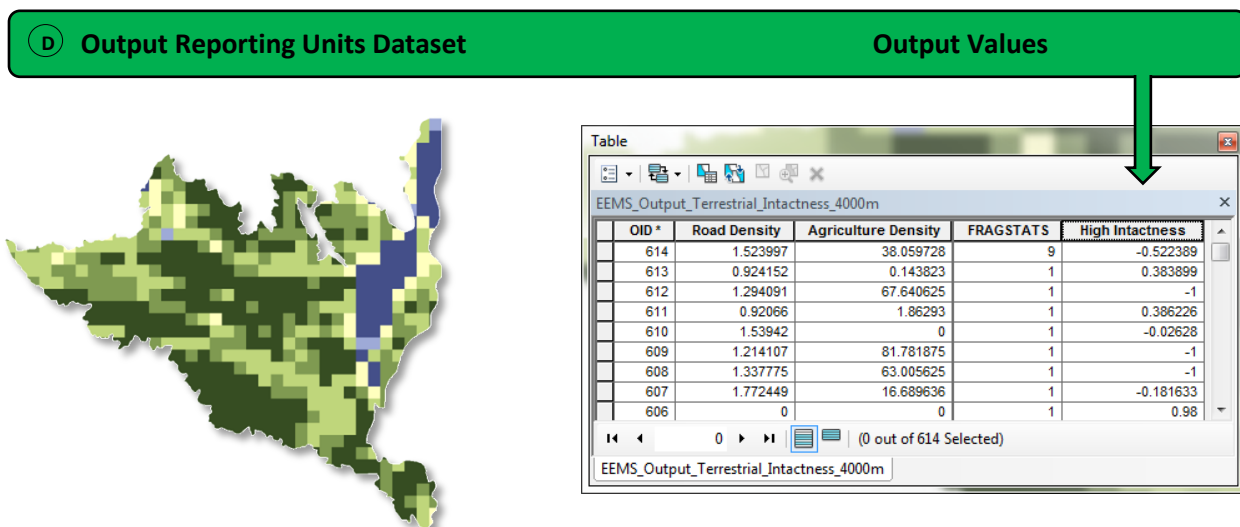 D Output Reporting Units Dataset Output Values
Table
EEMS_Output_Terrestrial_Intactness_4000m
OID * Road Density Agriculture Density FRAGSTATS High Intactness
614 1.523997 38.059728 9 -0.522389
613 0.924152 0.143823 1 0.383899
612 1.294091 67.640625 1 -1
611 0.92066 1.86293 1 0.386226
610 1.53942 0 1 -0.02628
609 1.214107 81.781875 1 -1
608 1.337775 63.005625 1 -1
607 1.772449 16.689636 1 -0.181633
606 0 0 1 0.98
0 (0 out of 614 Selected)
EEMS_Output_Terrestrial_Intactness_4000m